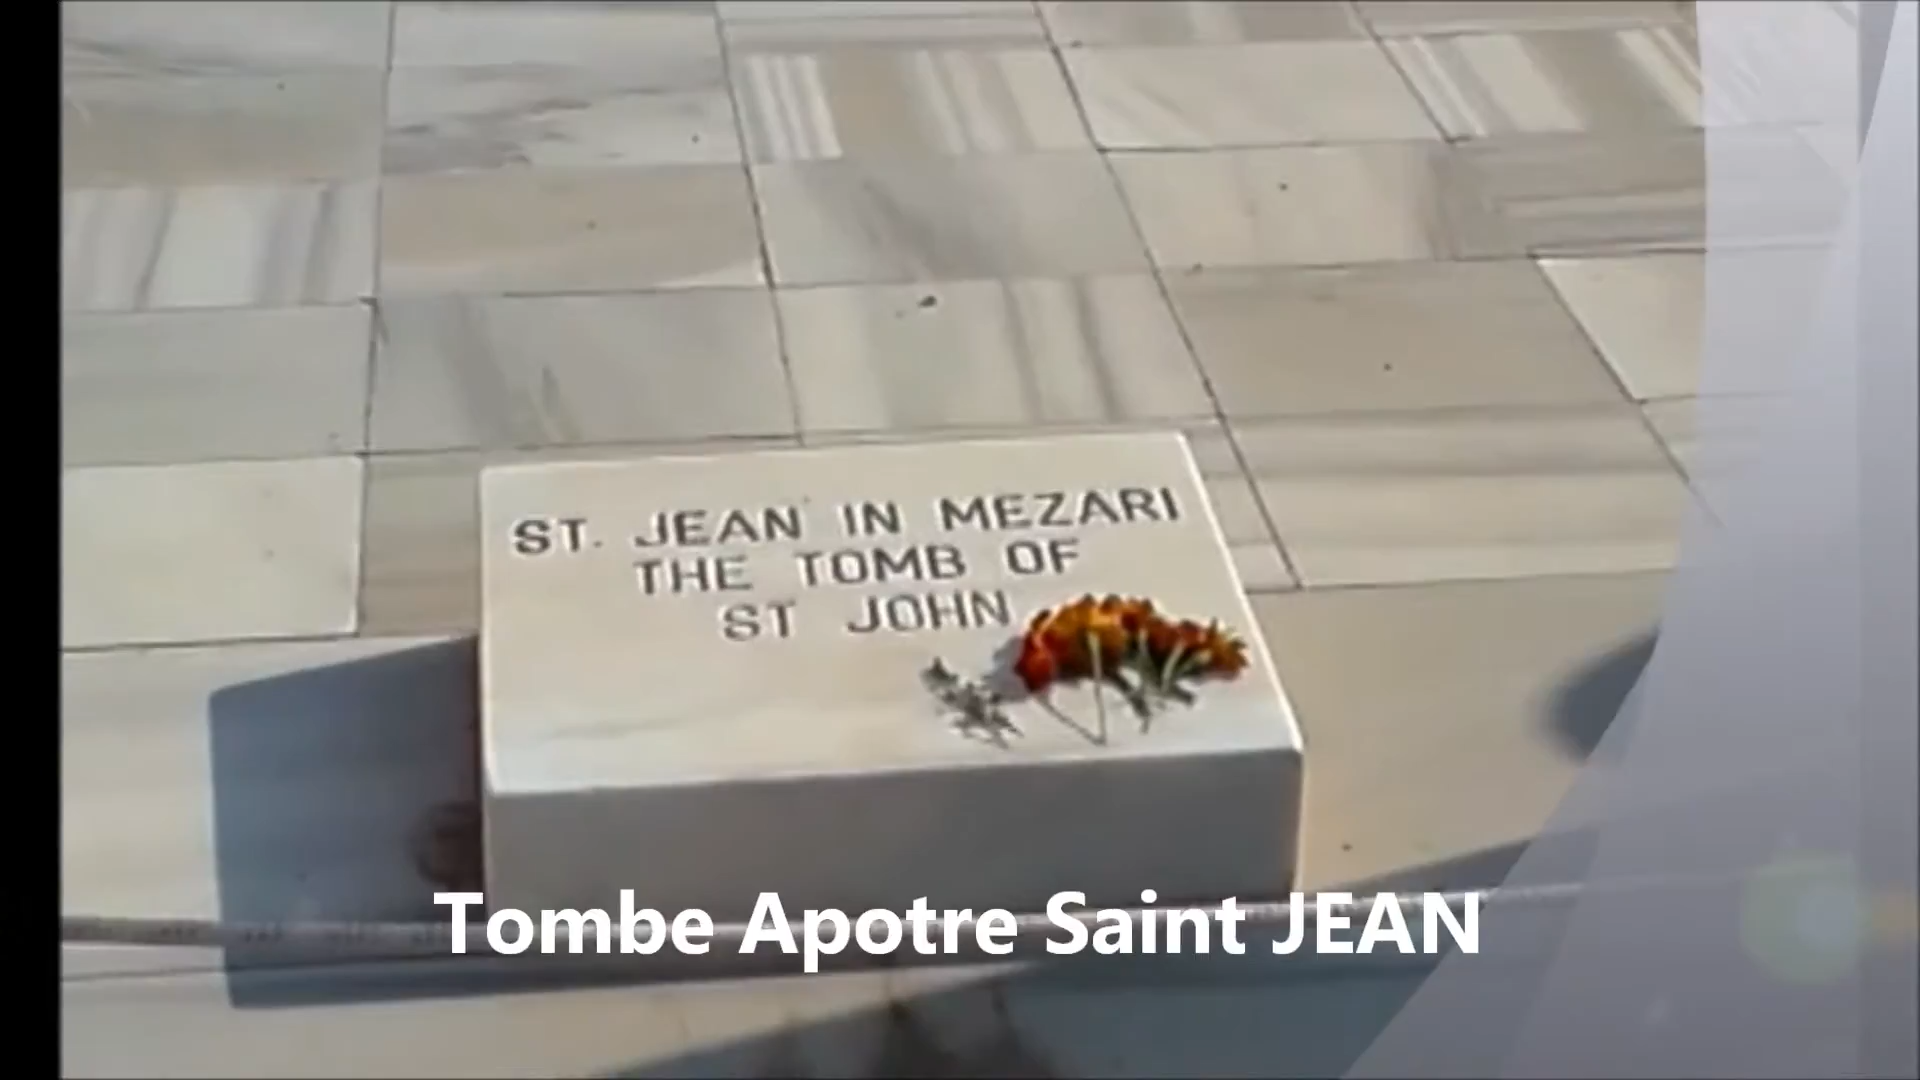 ST. JEAN IN MEZARI
THE TOMB OF
ST JOHN
Tombe Apotre Saint JEAN